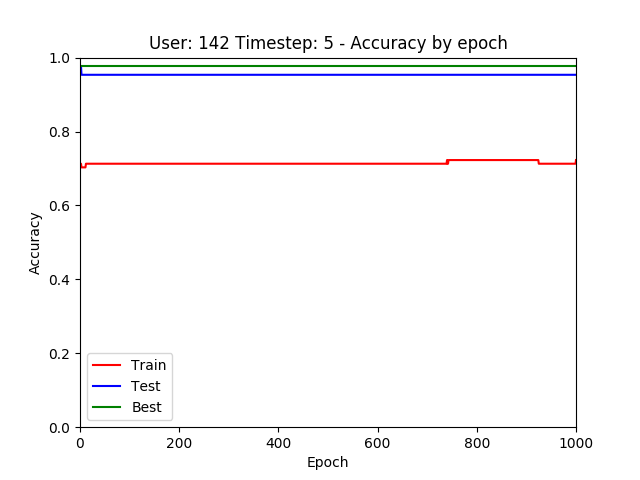 User: 142 Timestep: 5 - Accuracy by epoch
1.0
0.8
0.6
0.4
0.2
0.0
Accuracy
Train
Test
Best
0 200 400 600 800 1000
Epoch